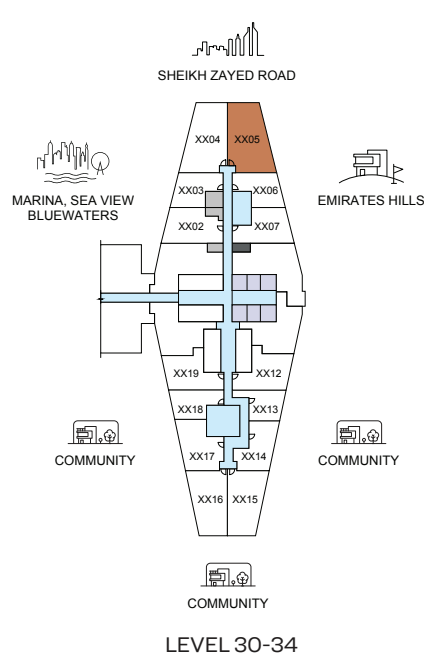 SHEIKH ZAYED ROAD
XX04
XX05
MARINA, SEA VIEW
BLUEWATERS
EMIRATES HILLS
XX03
XX06
XX02
XX07
XX19
XX12
XX18
XX13
COMMUNITY
COMMUNITY
XX17
XX14
XX16
XX15
COMMUNITY
LEVEL 30-34